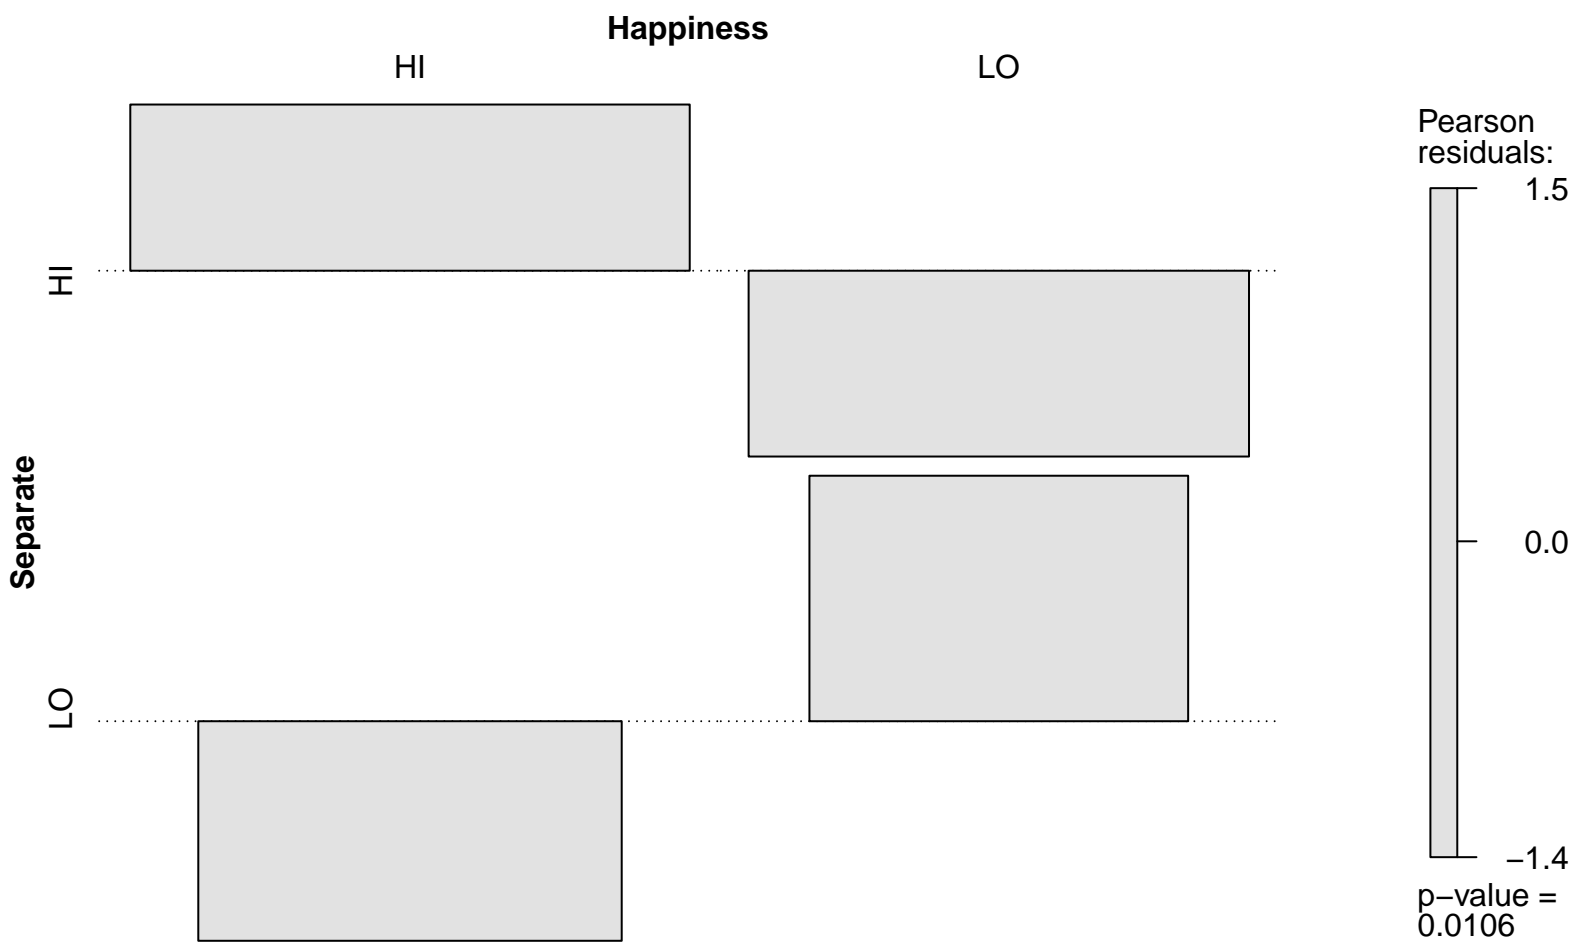 Happiness
HI
LO
Pearson
residuals:
1.5
HI
Separate
0.0
LO
−1.4
p−value =
0.0106